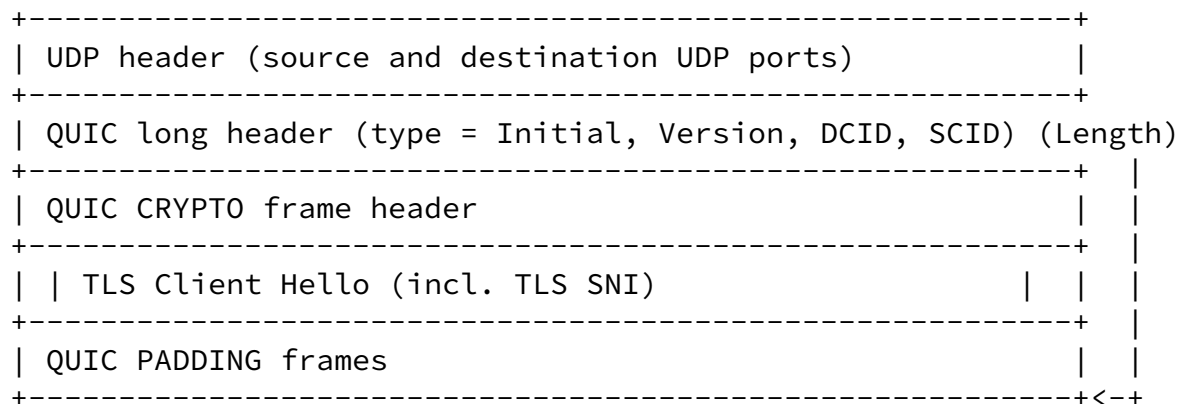 UDP header (source and destination UDP ports)
QUIC long header (type = Initial, Version, DCID, SCID) (Length)
QUIC CRYPTO frame header
TLS Client Hello (incl. TLS SNI)
QUIC PADDING frames